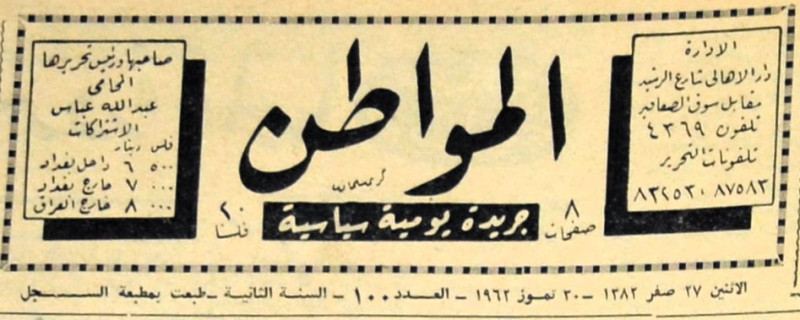 الادارة
دار الاهالى شارع الرشيد
مقابل سوق الصفافير
تلفون ٤٣٦٩
تلفونات التحرير
٨٧٥٨٣ ٨٣٢٥٣٠
المواطن
٨ صفحات
جريدة يومية سياسية
٢٠ فلسا
صاحبها ورئيس تحريرها
المحامي
عبدالله عباس
الاشتراكات
فلس دينار
٥٠٠ ٦ داخل بغداد
٠٠٠ ٧ خارج بغداد
٠٠٠ ٨ خارج العراق
الاثنين ٢٧ صفر ١٣٨٢ - ٣٠ تموز ١٩٦٢ - العدد ١٠٠ - السنة الثانية - طبعت بمطبعة السجل